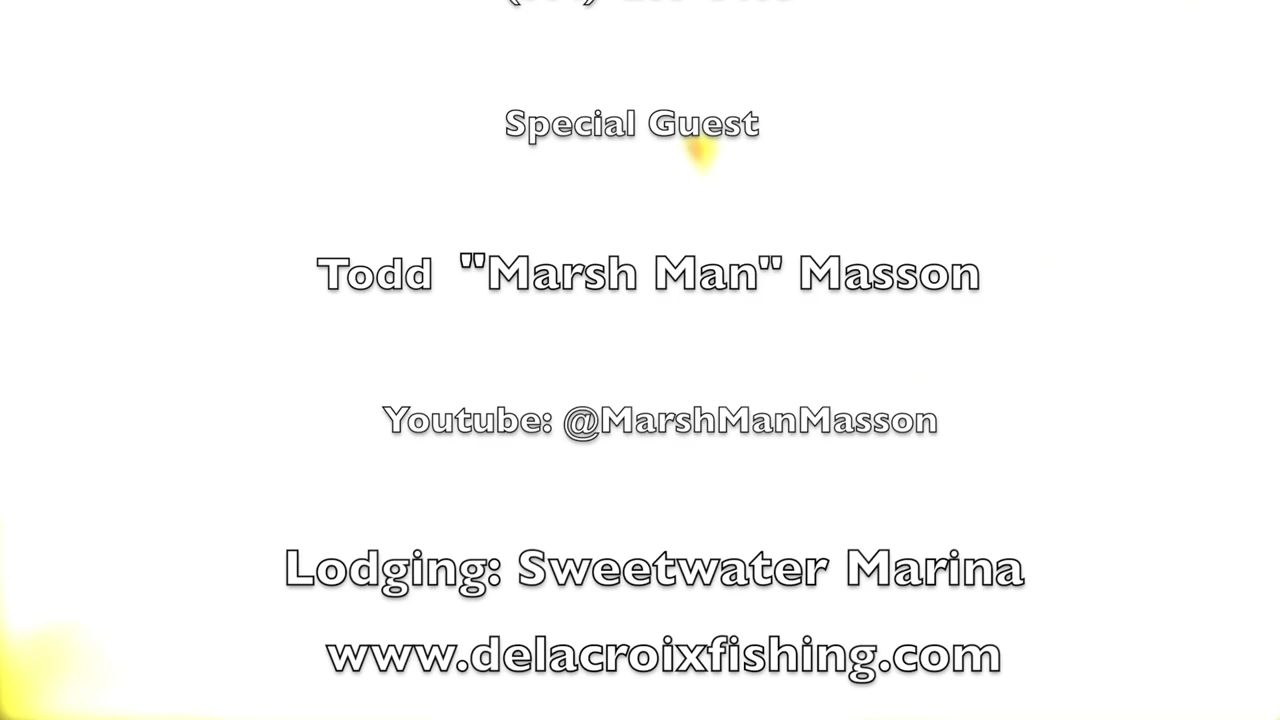 Special Guest
Todd "Marsh Man" Masson
Youtube: @MarshManMasson
Lodging: Sweetwater Marina
www.delacroixfishing.com